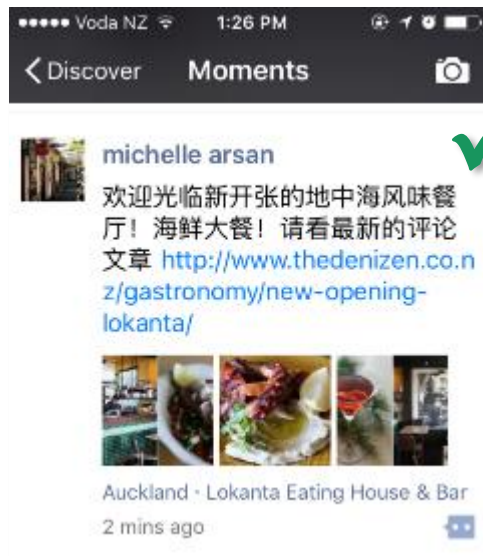 Voda NZ 1:26 PM
Discover Moments
michelle arsan
欢迎光临新开张的地中海风味餐
厅！海鲜大餐！请看最新的评论
文章 http://www.thedenizen.co.n
z/gastronomy/new-opening-
lokanta/
Auckland · Lokanta Eating House & Bar
2 mins ago